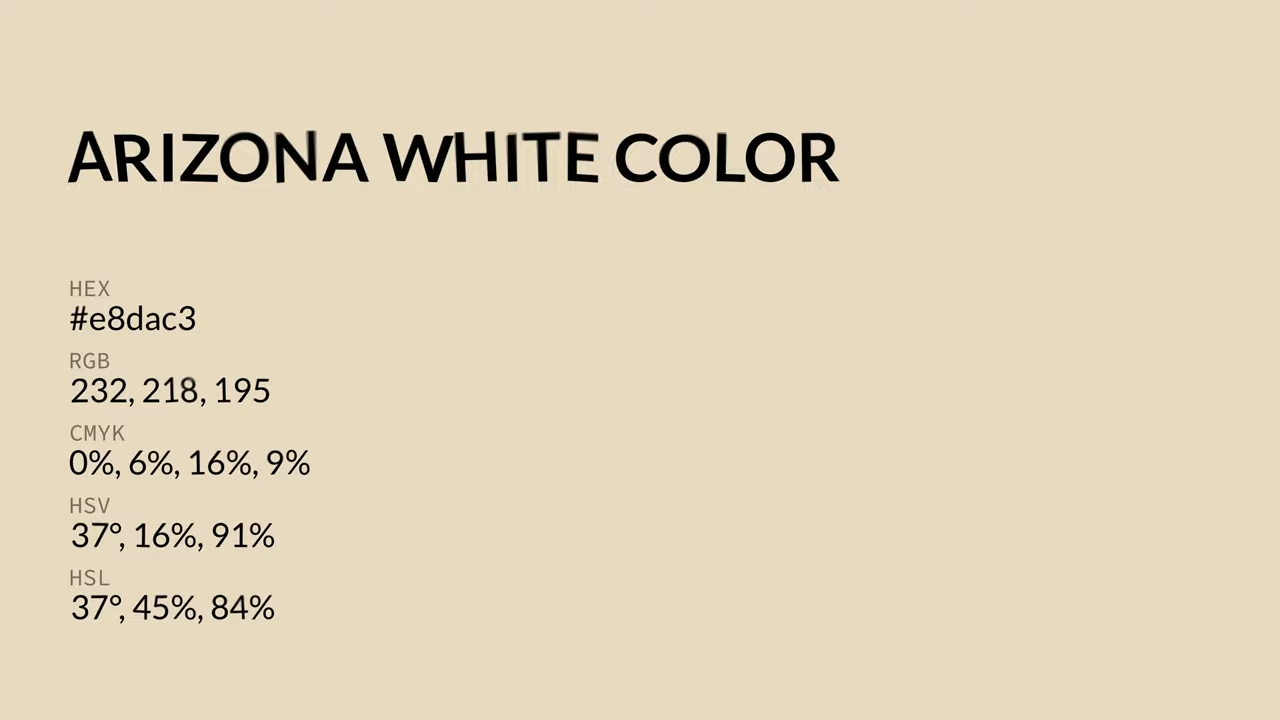 ARIZONA WHITE COLOR
HEX
#e8dac3
RGB
232, 218, 195
CMYK
0%, 6%, 16%, 9%
HSV
37°, 16%, 91%
HSL
37°, 45%, 84%